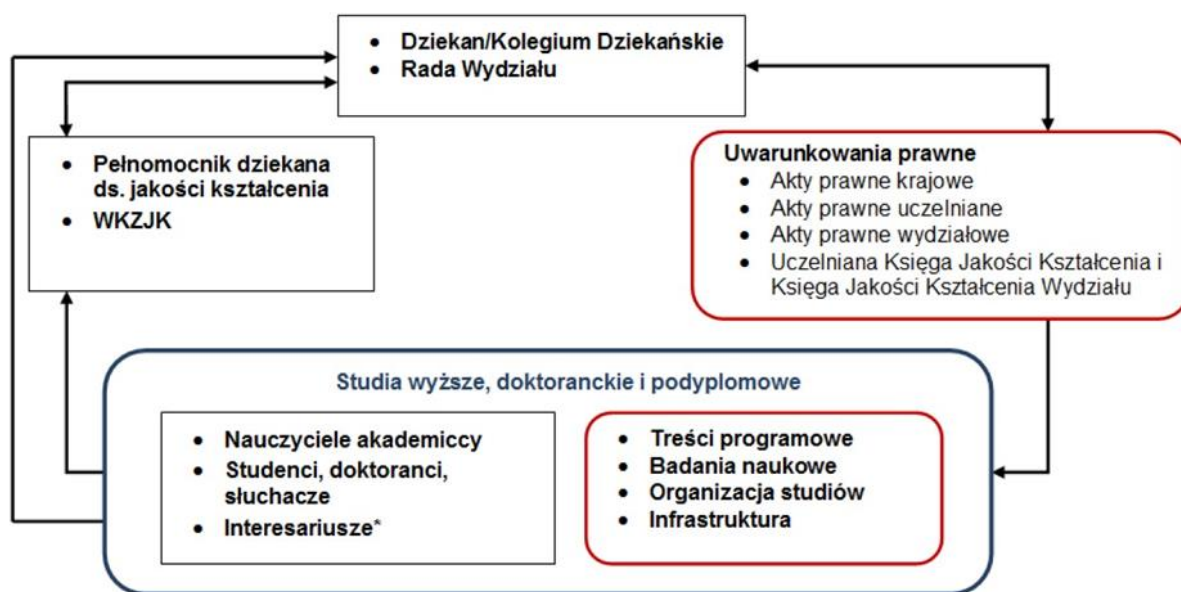 • Dziekan/Kolegium Dziekańskie
• Rada Wydziału
• Pełnomocnik dziekana
ds. jakości kształcenia
• WKZJK
Uwarunkowania prawne
• Akty prawne krajowe
• Akty prawne uczelniane
• Akty prawne wydziałowe
• Uczelniana Księga Jakości Kształcenia i
Księga Jakości Kształcenia Wydziału
Studia wyższe, doktoranckie i podyplomowe
• Nauczyciele akademiccy
• Studenci, doktoranci,
słuchacze
• Interesariusze*
• Treści programowe
• Badania naukowe
• Organizacja studiów
• Infrastruktura